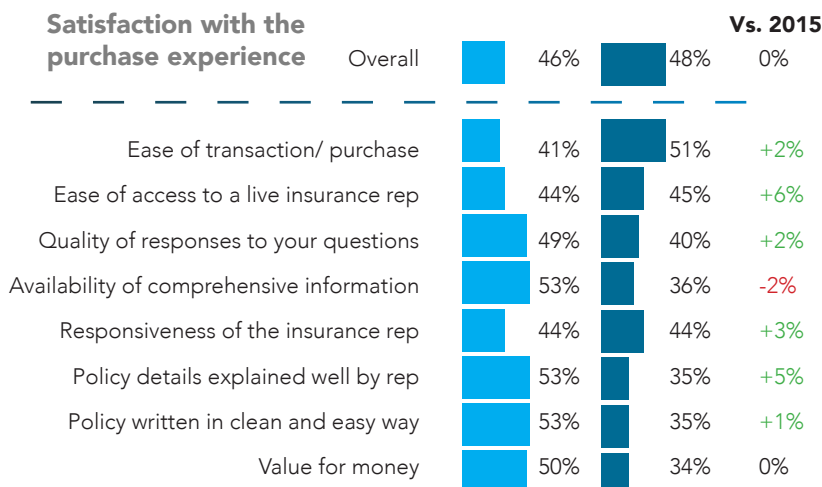 Satisfaction with the
purchase experience
Vs. 2015
Overall 46% 48% 0%
Ease of transaction/ purchase 41% 51% +2%
Ease of access to a live insurance rep 44% 45% +6%
Quality of responses to your questions 49% 40% +2%
Availability of comprehensive information 53% 36% -2%
Responsiveness of the insurance rep 44% 44% +3%
Policy details explained well by rep 53% 35% +5%
Policy written in clean and easy way 53% 35% +1%
Value for money 50% 34% 0%